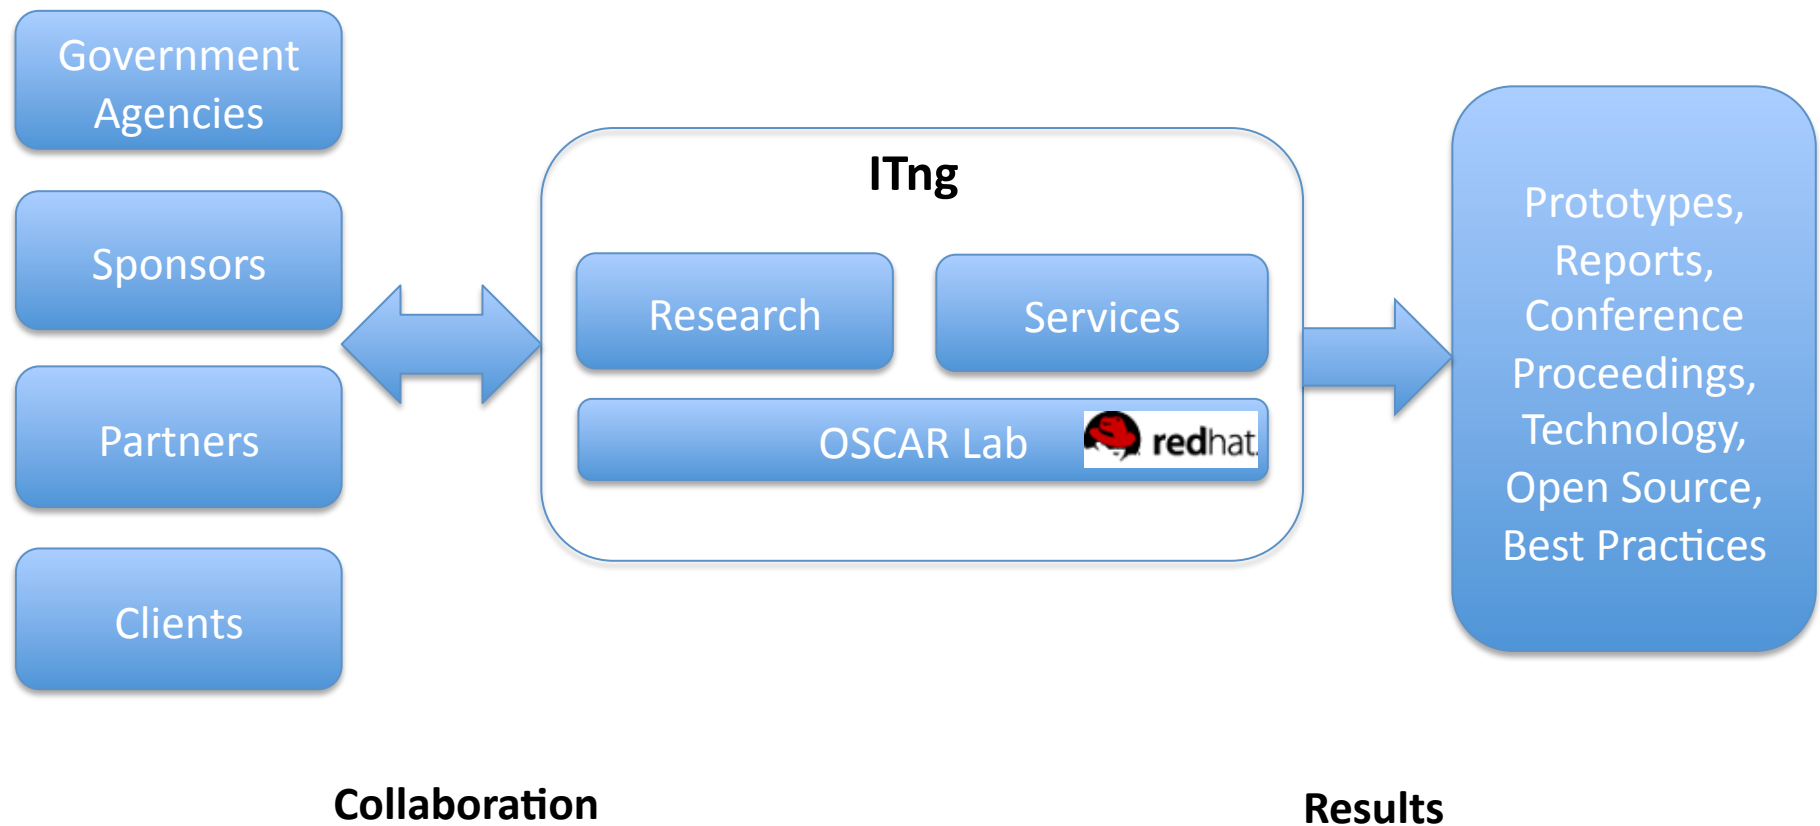 Government
Agencies
Sponsors
Partners
Clients
ITng
Research
Services
OSCAR Lab
redhat.
Prototypes,
Reports,
Conference
Proceedings,
Technology,
Open Source,
Best Practices
Collaboration
Results